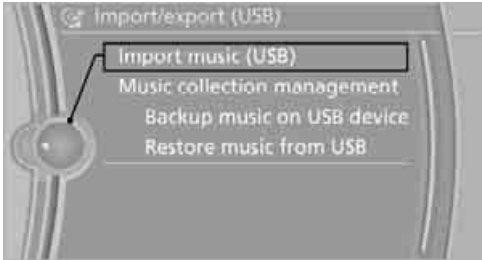 Import/export (USB)
Import music (USB)
Music collection management
Backup music on USB device
Restore music from USB